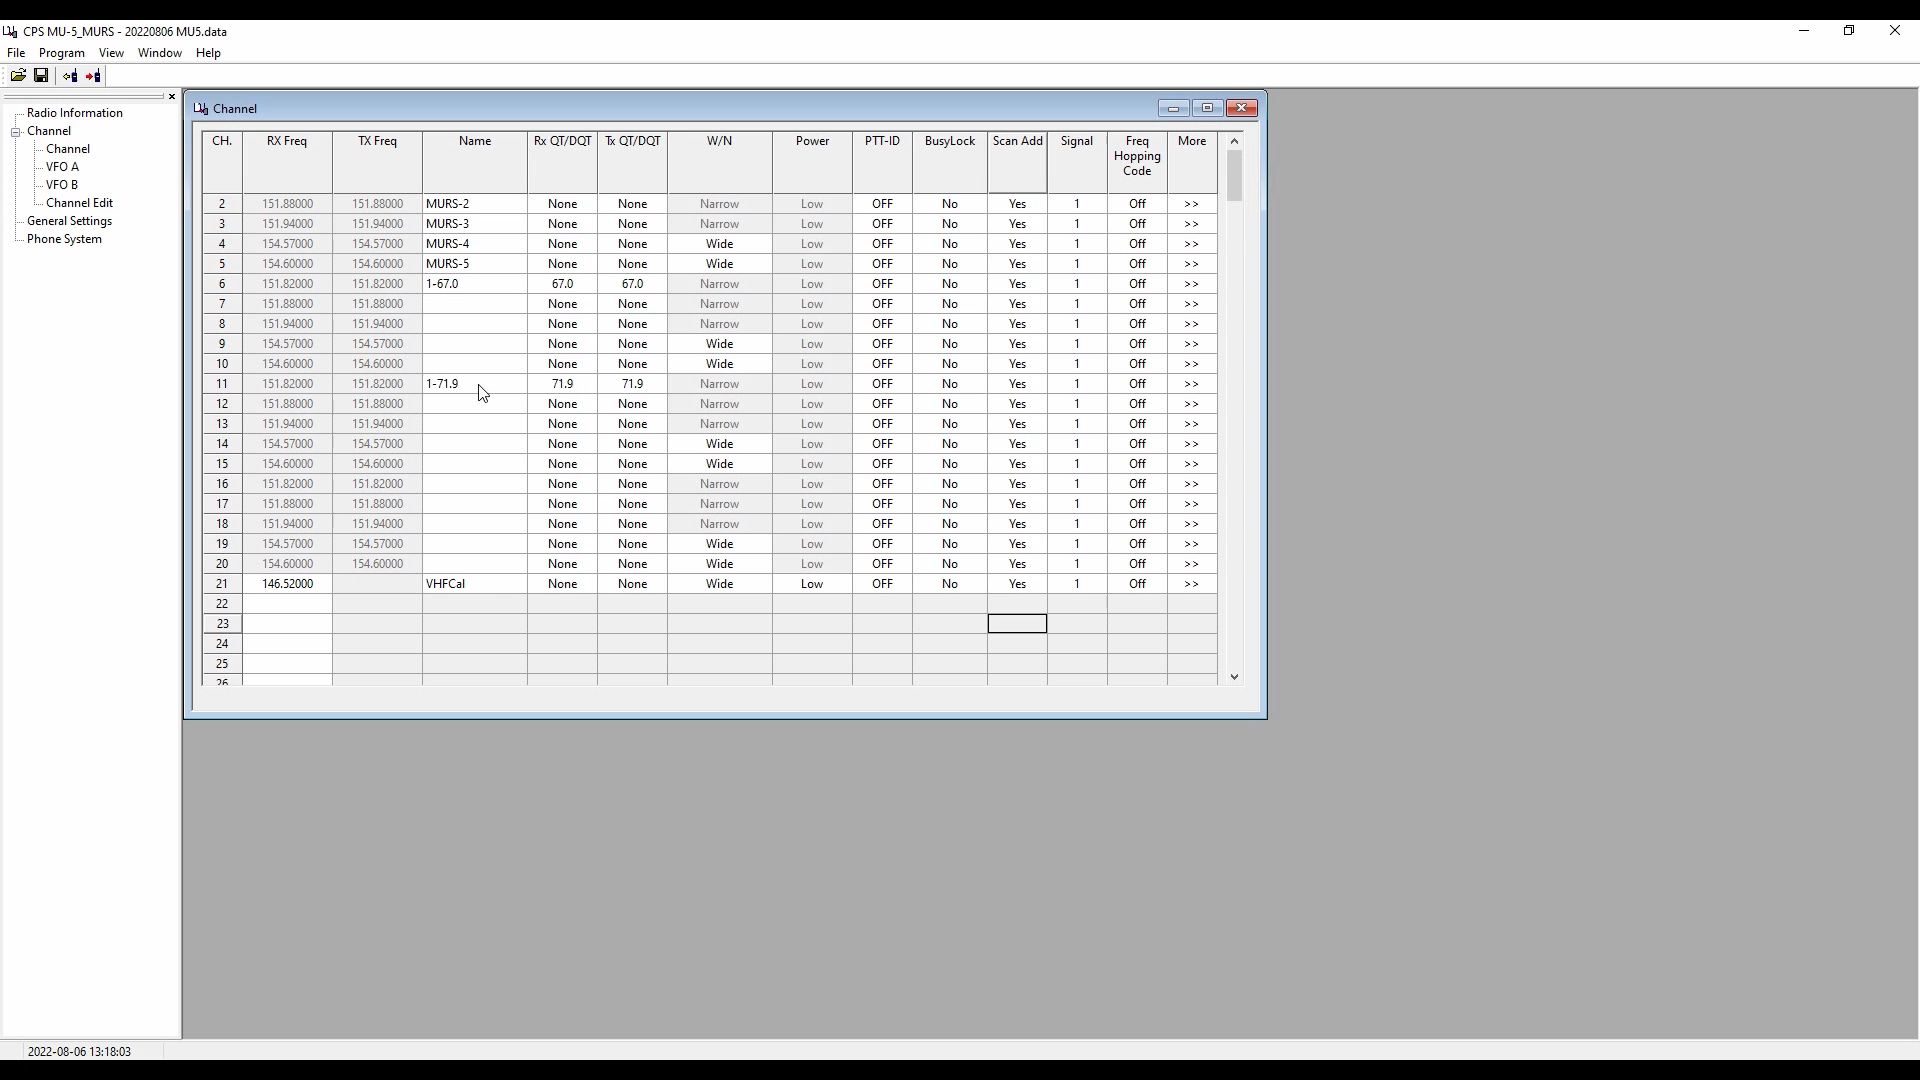 CPS MU-5_MURS - 20220806 MU5.data
File Program View Window Help
Radio Information
Channel
Channel
VFO A
VFO B
Channel Edit
General Settings
Phone System
Channel
CH. RX Freq TX Freq Name Rx QT/DQT Tx QT/DQT W/N Power PTT-ID BusyLock Scan Add Signal Freq Hopping Code More
2 151.88000 151.88000 MURS-2 None None Narrow Low OFF No Yes 1 Off >>
3 151.94000 151.94000 MURS-3 None None Narrow Low OFF No Yes 1 Off >>
4 154.57000 154.57000 MURS-4 None None Wide Low OFF No Yes 1 Off >>
5 154.60000 154.60000 MURS-5 None None Wide Low OFF No Yes 1 Off >>
6 151.82000 151.82000 1-67.0 67.0 67.0 Narrow Low OFF No Yes 1 Off >>
7 151.88000 151.88000 None None Narrow Low OFF No Yes 1 Off >>
8 151.94000 151.94000 None None Narrow Low OFF No Yes 1 Off >>
9 154.57000 154.57000 None None Wide Low OFF No Yes 1 Off >>
10 154.60000 154.60000 None None Wide Low OFF No Yes 1 Off >>
11 151.82000 151.82000 1-71.9 71.9 71.9 Narrow Low OFF No Yes 1 Off >>
12 151.88000 151.88000 None None Narrow Low OFF No Yes 1 Off >>
13 151.94000 151.94000 None None Narrow Low OFF No Yes 1 Off >>
14 154.57000 154.57000 None None Wide Low OFF No Yes 1 Off >>
15 154.60000 154.60000 None None Wide Low OFF No Yes 1 Off >>
16 151.82000 151.82000 None None Narrow Low OFF No Yes 1 Off >>
17 151.88000 151.88000 None None Narrow Low OFF No Yes 1 Off >>
18 151.94000 151.94000 None None Narrow Low OFF No Yes 1 Off >>
19 154.57000 154.57000 None None Wide Low OFF No Yes 1 Off >>
20 154.60000 154.60000 None None Wide Low OFF No Yes 1 Off >>
21 146.52000 VHFCal None None Wide Low OFF No Yes 1 Off >>
22
23
24
25
26
2022-08-06 13:18:03